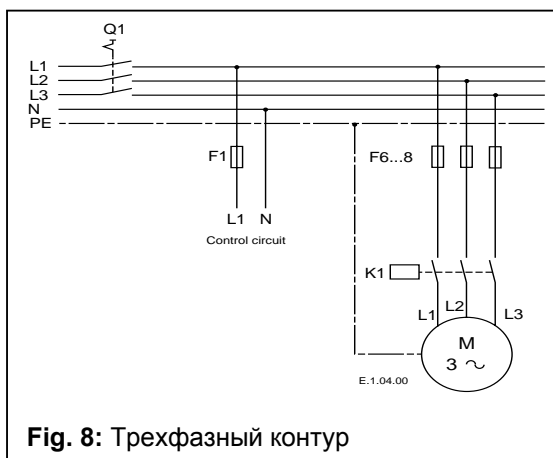 Q1
L1
L2
L3
N
PE
F1
F6...8
L1 N
Control circuit
K1
L1 L2 L3
M
3 ~
E.1.04.00
Fig. 8: Трехфазный контур